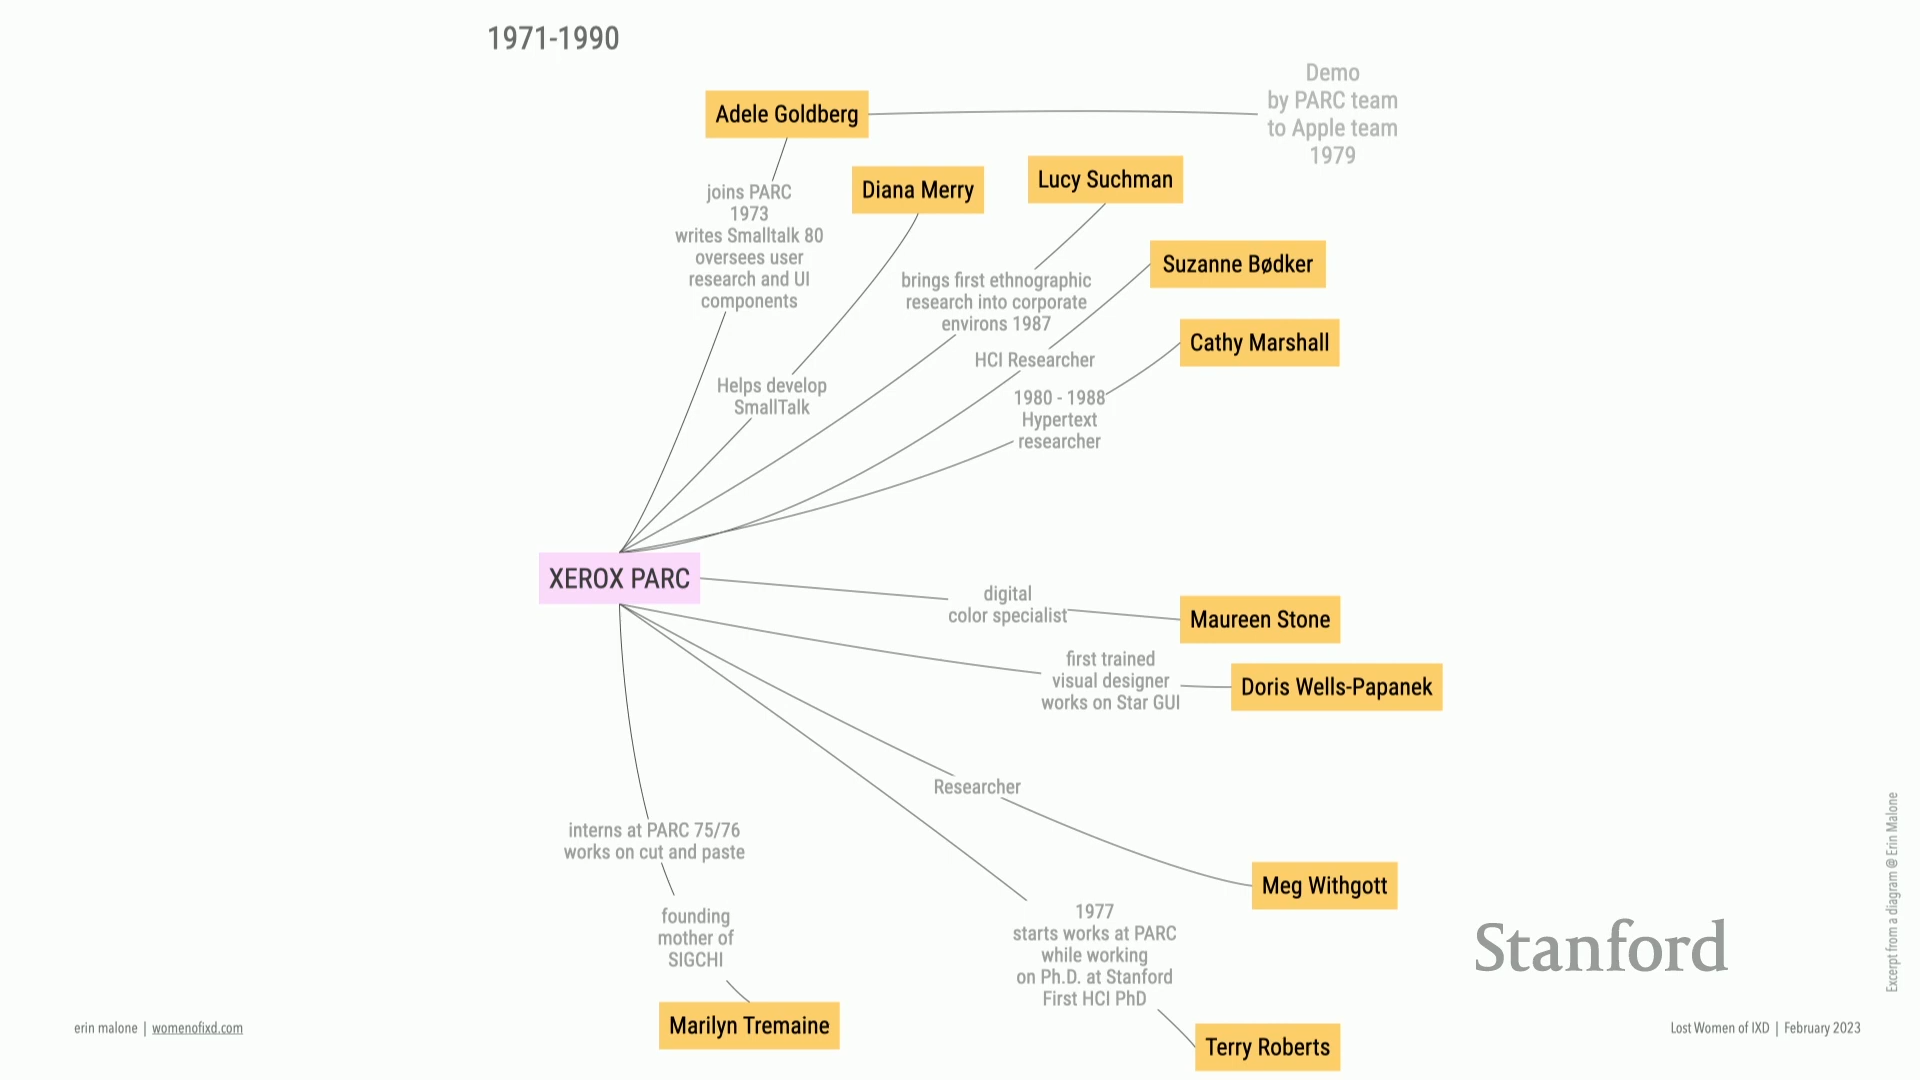 1971-1990
Adele Goldberg
Demo
by PARC team
to Apple team
1979
joins PARC
1973
writes Smalltalk 80
oversees user
research and UI
components
Diana Merry
Lucy Suchman
Suzanne Bødker
brings first ethnographic
research into corporate
environs 1987
Cathy Marshall
HCI Researcher
Helps develop
SmallTalk
1980 - 1988
Hypertext
researcher
XEROX PARC
digital
color specialist
Maureen Stone
first trained
visual designer
works on Star GUI
Doris Wells-Papanek
Researcher
Meg Withgott
interns at PARC 75/76
works on cut and paste
founding
mother of
SIGCHI
Marilyn Tremaine
1977
starts works at PARC
while working
on Ph.D. at Stanford
First HCI PhD
Terry Roberts
Stanford
Excerpt from a diagram @ Erin Malone
erin malone | womenofixd.com
Lost Women of IXD | February 2023